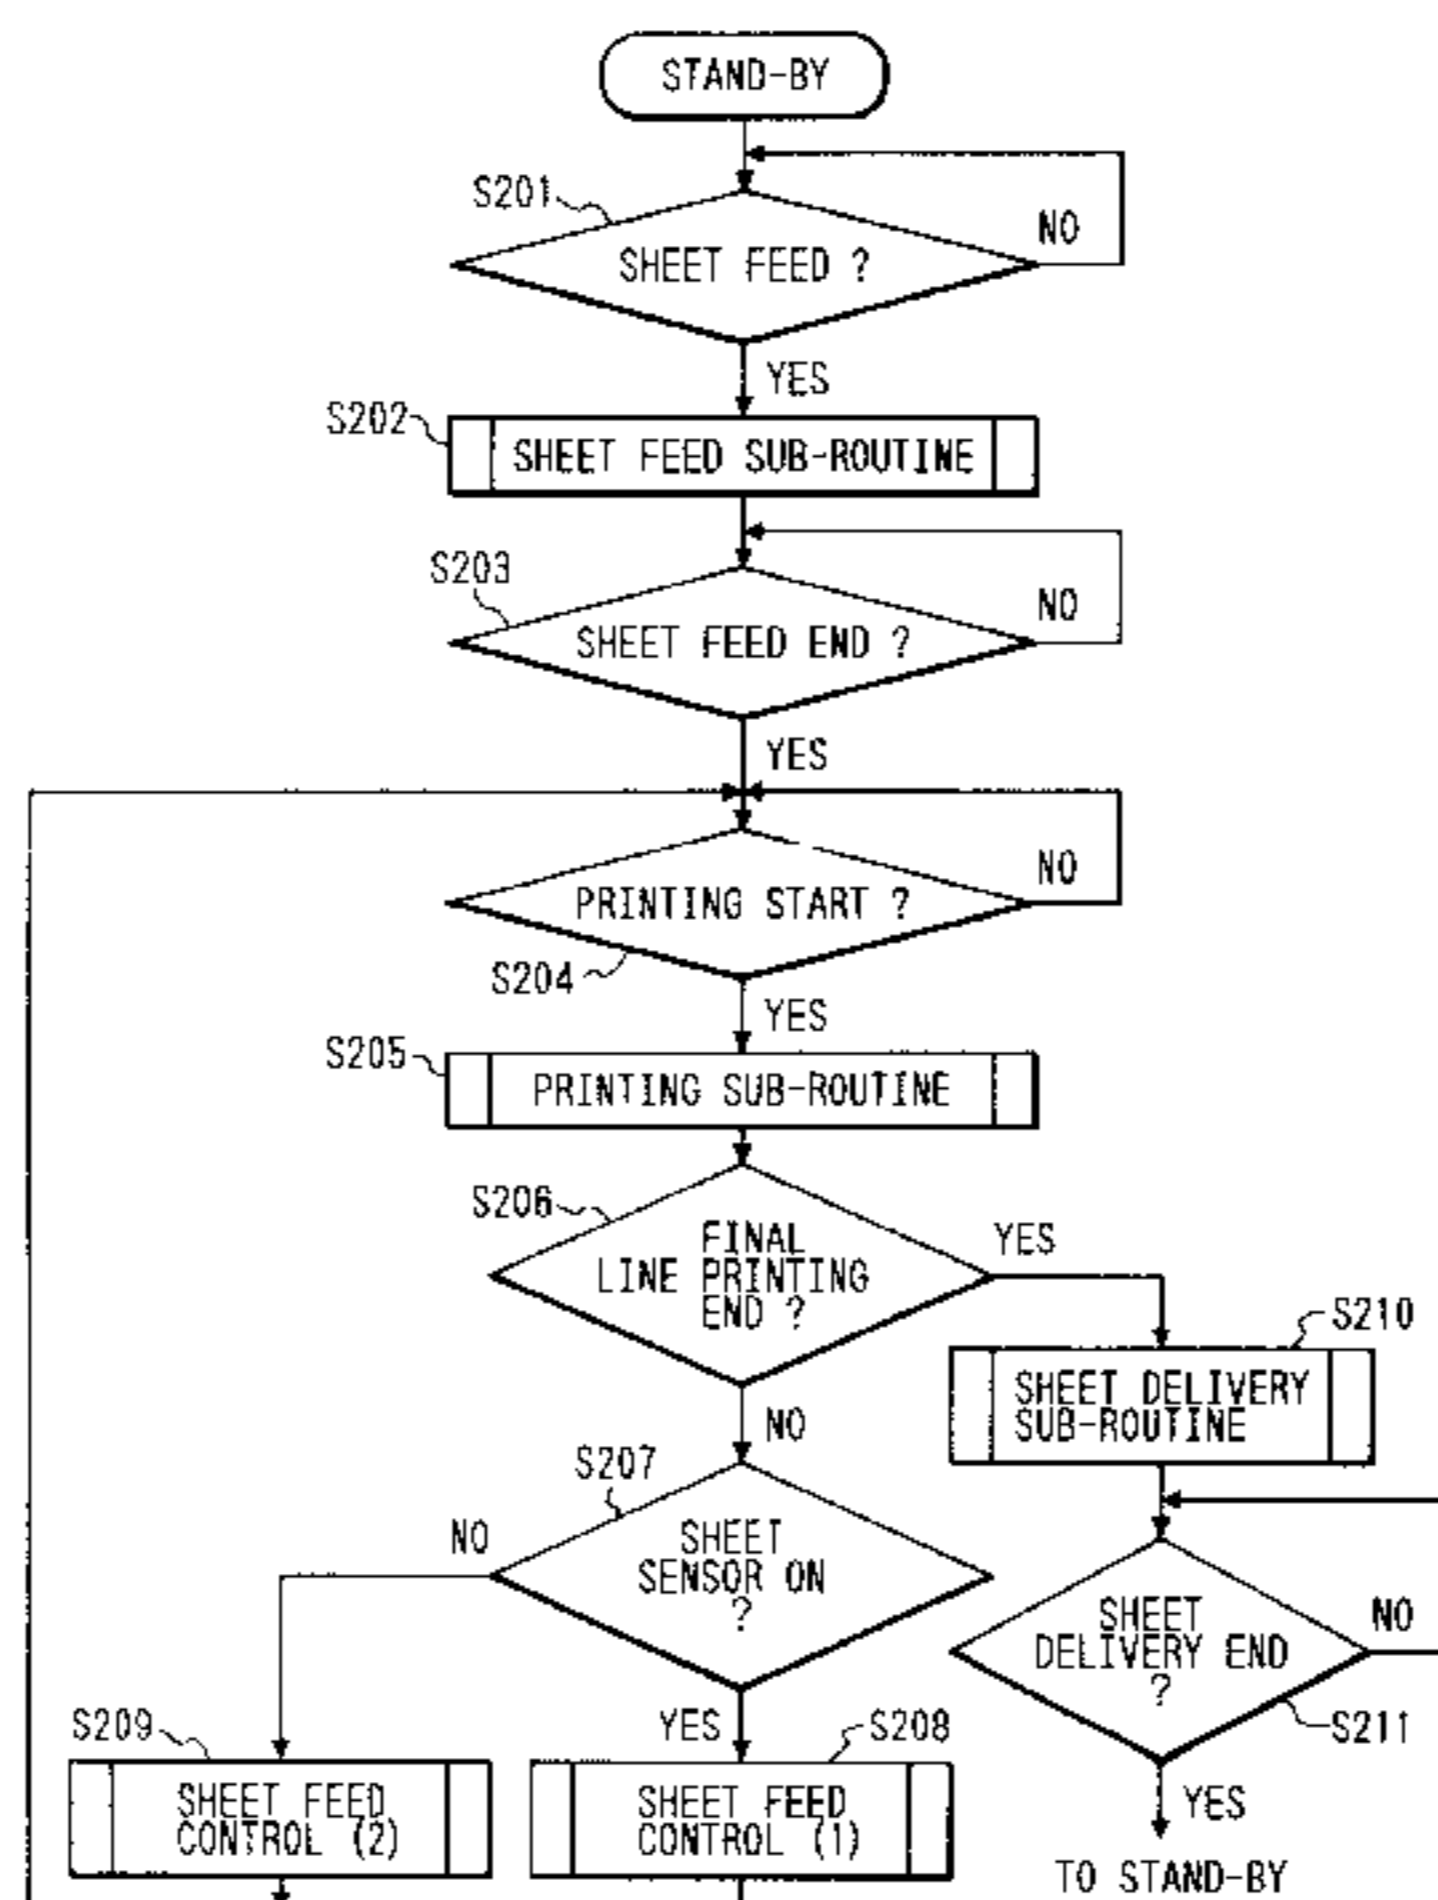 STAND-BY
S201
NO
SHEET FEED ?
YES
S202
SHEET FEED SUB-ROUTINE
S203
NO
SHEET FEED END ?
YES
NO
PRINTING START ?
S204
YES
S205
PRINTING SUB-ROUTINE
S206
FINAL
LINE PRINTING
END ?
YES
S210
SHEET DELIVERY
SUB-ROUTINE
NO
S207
NO
SHEET
SENSOR ON
?
SHEET
DELIVERY END
?
NO
S211
S209
YES
S208
SHEET FEED
CONTROL (2)
SHEET FEED
CONTROL (1)
YES
TO STAND-BY